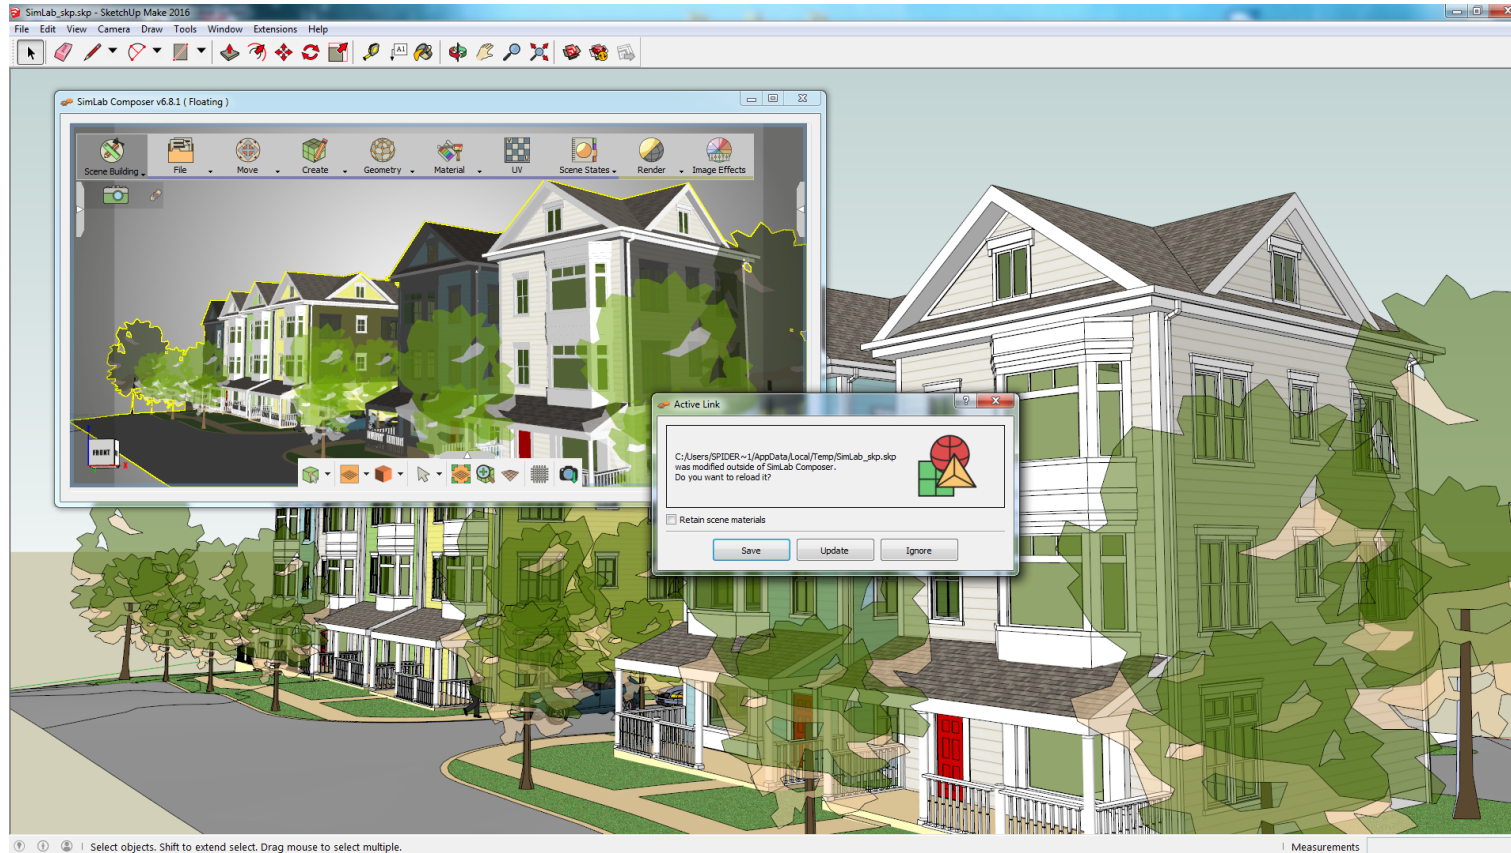 SimLab_skp.skp - SketchUp Make 2016
File Edit View Camera Draw Tools Window Extensions Help
A1
SimLab Composer v6.8.1 ( Floating )
Scene Building File Move Create Geometry Material UV Scene States Render Image Effects
FRONT
Active Link
C:/Users/SPIDER~1/AppData/Local/Temp/SimLab_skp.skp
was modified outside of SimLab Composer.
Do you want to reload it?
Retain scene materials
Save Update Ignore
Select objects. Shift to extend select. Drag mouse to select multiple.
Measurements